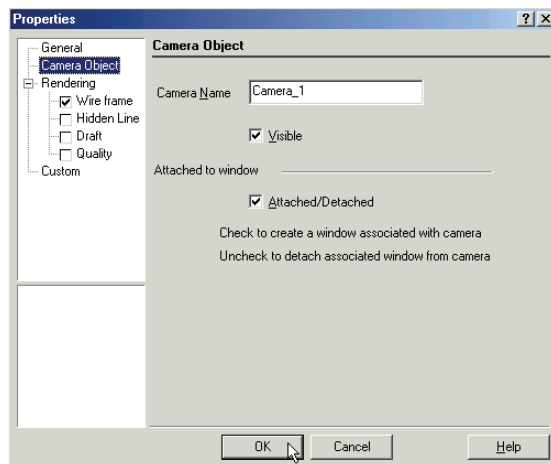 Properties
General
Camera Object
Rendering
Wire frame
Hidden Line
Draft
Quality
Custom
Camera Object
Camera Name Camera_1
Visible
Attached to window
Attached/Detached
Check to create a window associated with camera
Uncheck to detach associated window from camera
OK Cancel Help